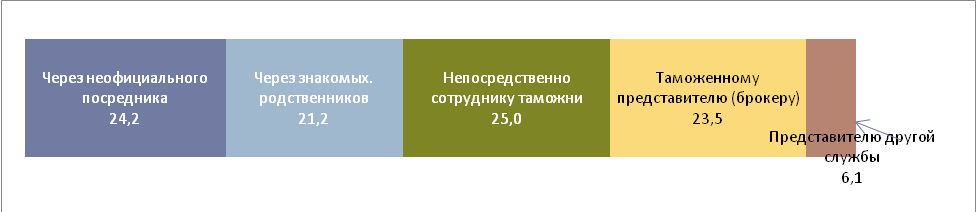 Через неофициального
посредника
24,2
Через знакомых.
родственников
21,2
Непосредственно
сотруднику таможни
25,0
Таможенному
представителю (брокеру)
23,5
Представителю другой
службы
6,1